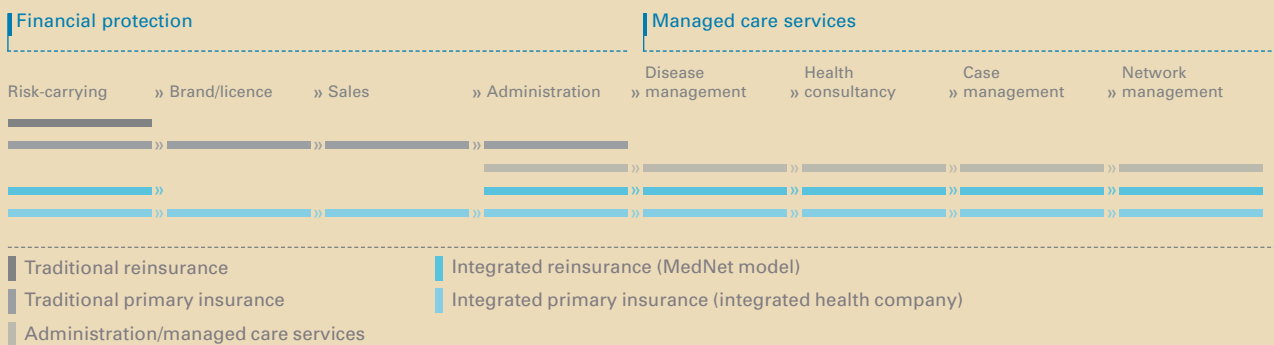 Financial protection
Managed care services
Risk-carrying
» Brand/licence
» Sales
» Administration
Disease
» management
Health
» consultancy
Case
» management
Network
» management
» » »
» » » »
» » » » »
» » » » » » »
Traditional reinsurance
Integrated reinsurance (MedNet model)
Traditional primary insurance
Integrated primary insurance (integrated health company)
Administration/managed care services